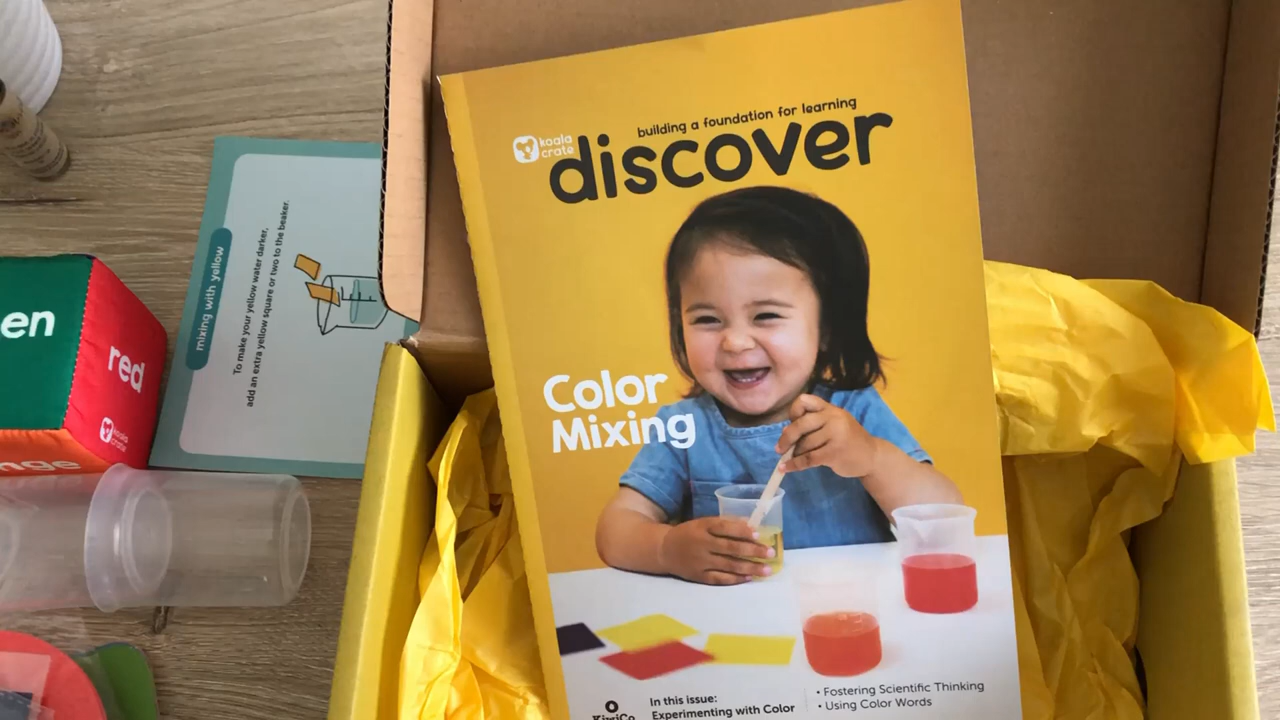 building a foundation for learning
koala
crate
discover
Color
Mixing
In this issue:
Experimenting with Color
• Fostering Scientific Thinking
• Using Color Words
KiwiCo
mixing with yellow
To make your yellow water darker,
add an extra yellow square or two to the beaker.
en
red
koala
crate
nge